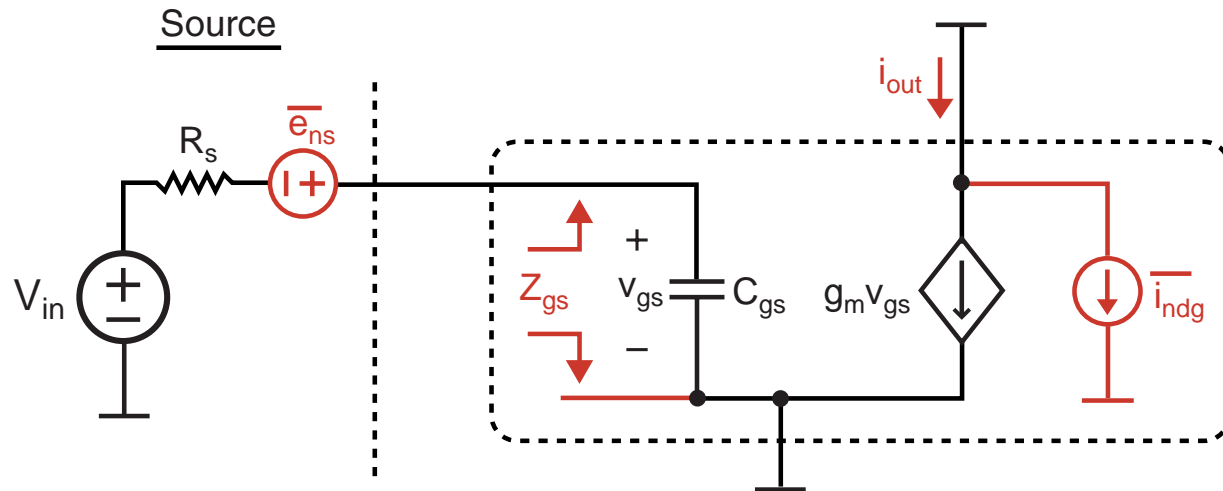 Source
i_out
e_ns
R_s
V_in
+
−
− +
Z_gs
+
v_gs
−
C_gs
g_m v_gs
i_ndg